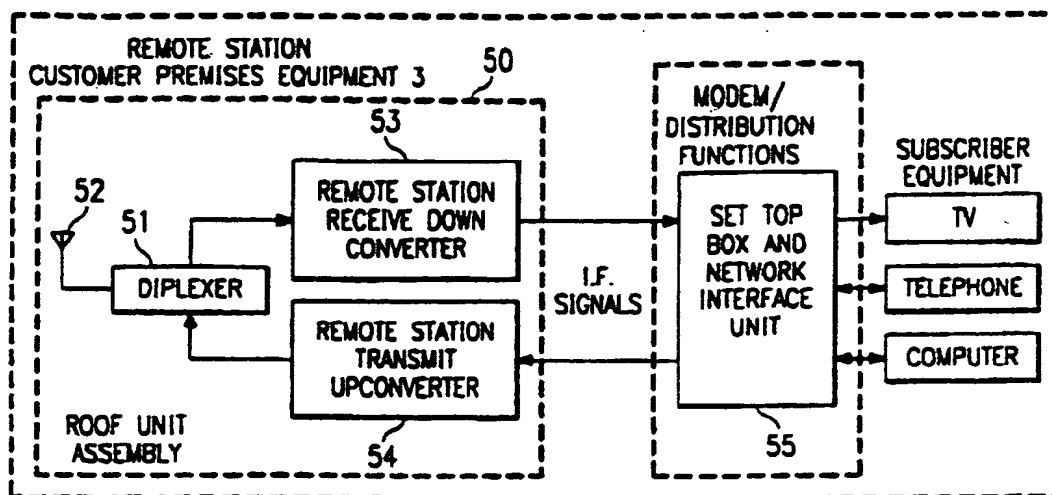 REMOTE STATION
CUSTOMER PREMISES EQUIPMENT 3
50
53
REMOTE STATION
RECEIVE DOWN
CONVERTER
52
51
DIPLEXER
REMOTE STATION
TRANSMIT
UPCONVERTER
54
ROOF UNIT
ASSEMBLY
I.F.
SIGNALS
MODEM/
DISTRIBUTION
FUNCTIONS
SET TOP
BOX AND
NETWORK
INTERFACE
UNIT
55
SUBSCRIBER
EQUIPMENT
TV
TELEPHONE
COMPUTER